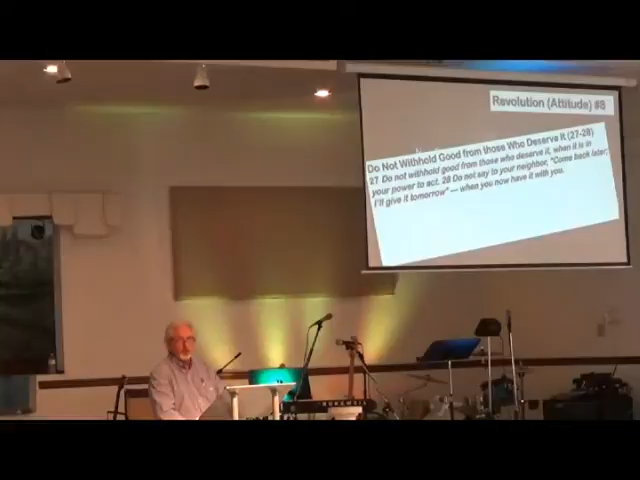 Revolution (Attitude) #8
Do Not Withhold Good from those Who Deserve It (27-28)
27 Do not withhold good from those who deserve it, when it is in
your power to act. 28 Do not say to your neighbor, "Come back later;
I'll give it tomorrow" — when you now have it with you.
KURZWEIL